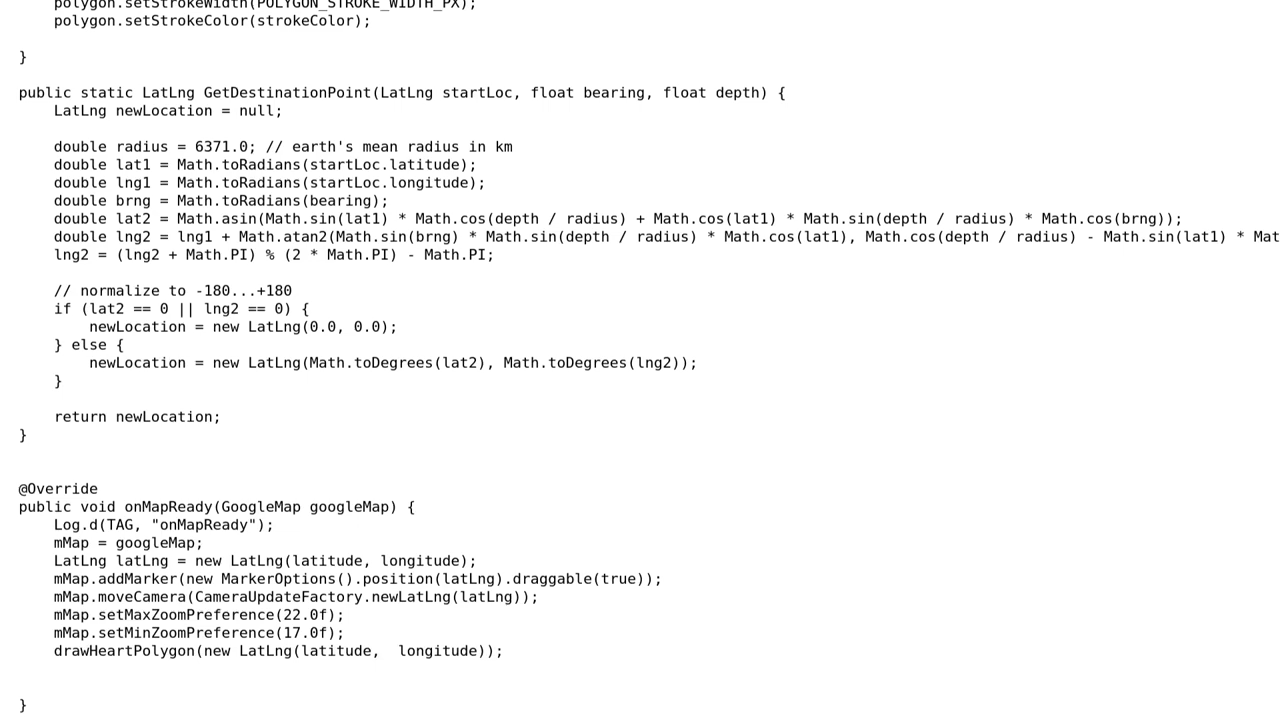 polygon.setStrokeWidth(POLYGON_STROKE_WIDTH_PX);
    polygon.setStrokeColor(strokeColor);

}

public static LatLng GetDestinationPoint(LatLng startLoc, float bearing, float depth) {
    LatLng newLocation = null;

    double radius = 6371.0; // earth's mean radius in km
    double lat1 = Math.toRadians(startLoc.latitude);
    double lng1 = Math.toRadians(startLoc.longitude);
    double brng = Math.toRadians(bearing);
    double lat2 = Math.asin(Math.sin(lat1) * Math.cos(depth / radius) + Math.cos(lat1) * Math.sin(depth / radius) * Math.cos(brng));
    double lng2 = lng1 + Math.atan2(Math.sin(brng) * Math.sin(depth / radius) * Math.cos(lat1), Math.cos(depth / radius) - Math.sin(lat1) * Mat
    lng2 = (lng2 + Math.PI) % (2 * Math.PI) - Math.PI;

    // normalize to -180...+180
    if (lat2 == 0 || lng2 == 0) {
        newLocation = new LatLng(0.0, 0.0);
    } else {
        newLocation = new LatLng(Math.toDegrees(lat2), Math.toDegrees(lng2));
    }

    return newLocation;
}


@Override
public void onMapReady(GoogleMap googleMap) {
    Log.d(TAG, "onMapReady");
    mMap = googleMap;
    LatLng latLng = new LatLng(latitude, longitude);
    mMap.addMarker(new MarkerOptions().position(latLng).draggable(true));
    mMap.moveCamera(CameraUpdateFactory.newLatLng(latLng));
    mMap.setMaxZoomPreference(22.0f);
    mMap.setMinZoomPreference(17.0f);
    drawHeartPolygon(new LatLng(latitude,  longitude));


}